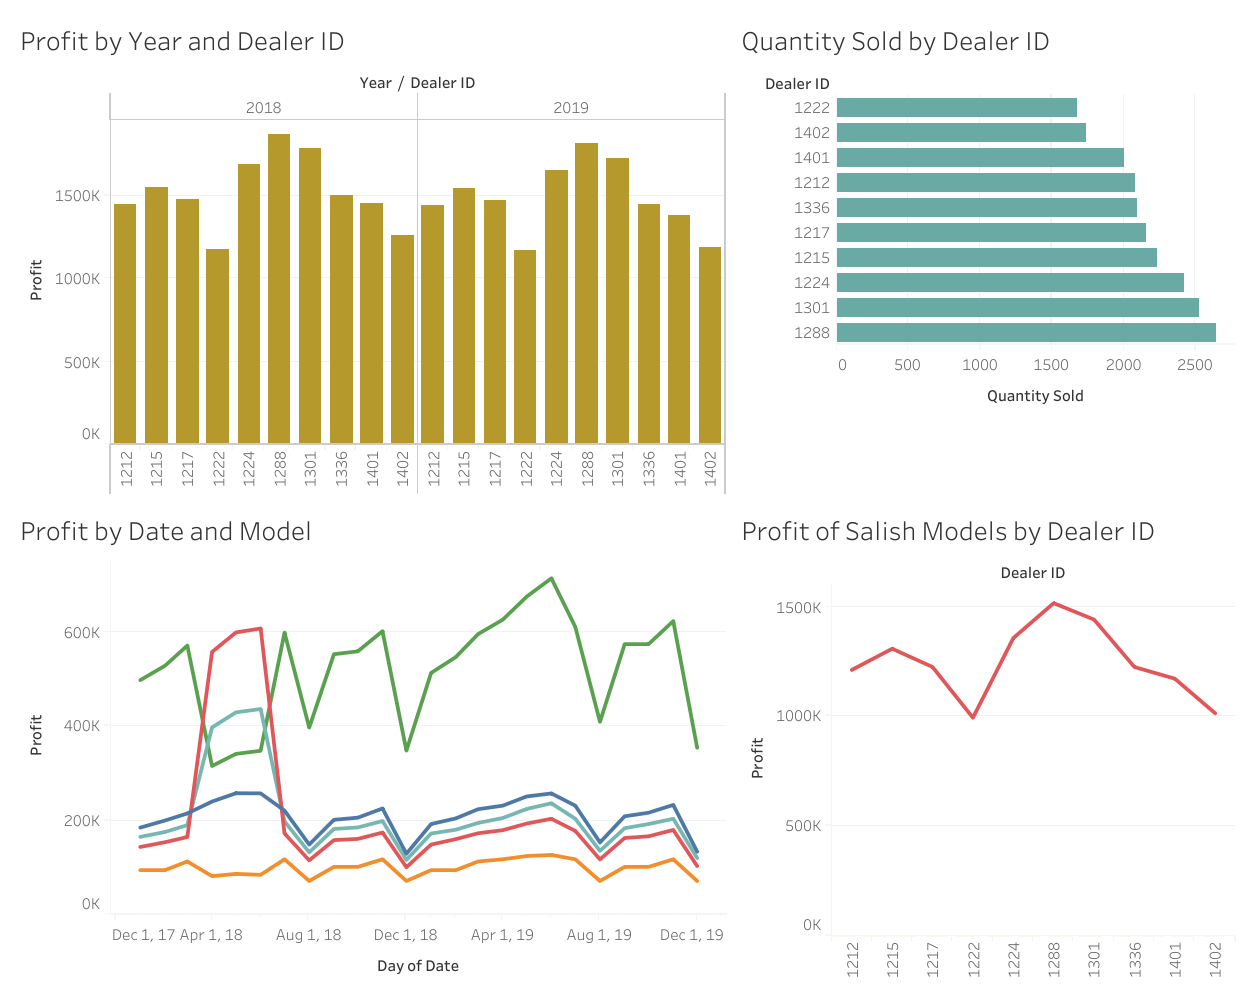 Profit by Year and Dealer ID
Year / Dealer ID
2018 2019
1500K
1000K
500K
0K
Profit
1212 1215 1217 1222 1224 1288 1301 1336 1401 1402 1212 1215 1217 1222 1224 1288 1301 1336 1401 1402
Quantity Sold by Dealer ID
Dealer ID
1222
1402
1401
1212
1336
1217
1215
1224
1301
1288
0 500 1000 1500 2000 2500
Quantity Sold
Profit by Date and Model
600K
400K
200K
0K
Profit
Dec 1, 17 Apr 1, 18 Aug 1, 18 Dec 1, 18 Apr 1, 19 Aug 1, 19 Dec 1, 19
Day of Date
Profit of Salish Models by Dealer ID
Dealer ID
1500K
1000K
500K
0K
Profit
1212 1215 1217 1222 1224 1288 1301 1336 1401 1402